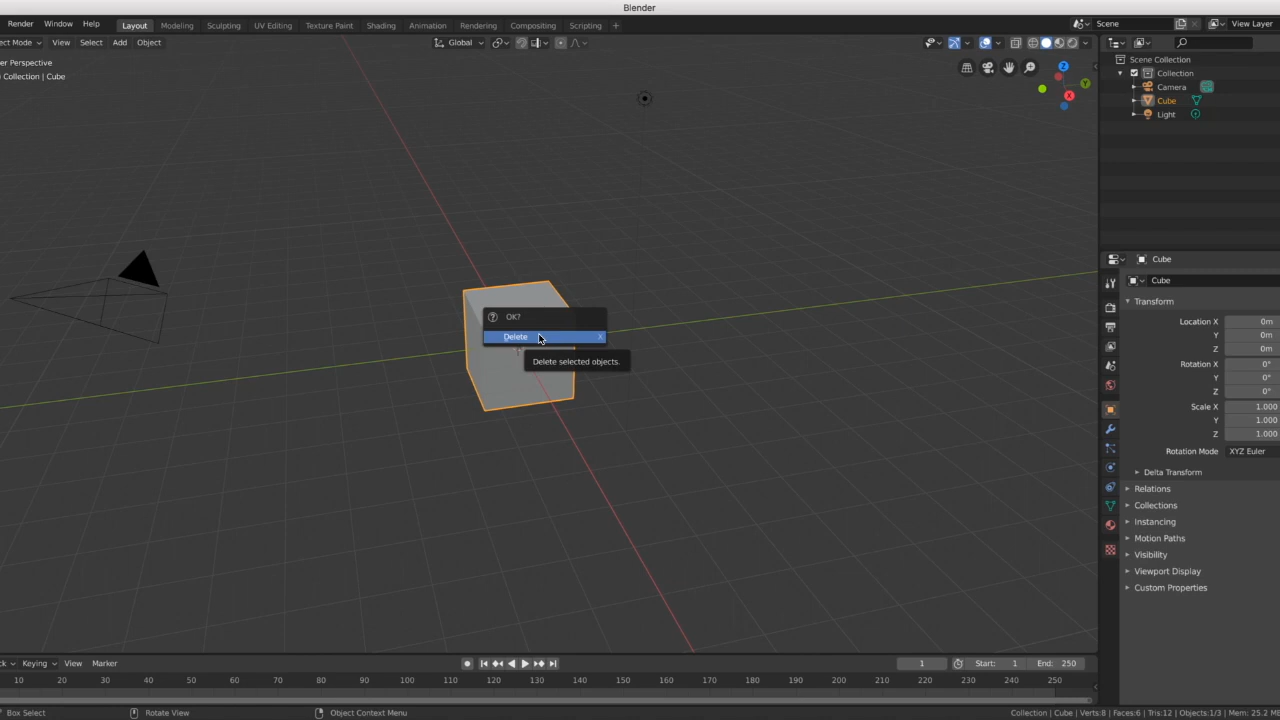 Blender
Render Window Help Layout Modeling Sculpting UV Editing Texture Paint Shading Animation Rendering Compositing Scripting + Scene View Layer
ect Mode View Select Add Object Global
er Perspective
Collection | Cube
Scene Collection
Collection
Camera
Cube
Light
Z
Y
X
OK?
Delete X
Delete selected objects.
Cube
Cube
Transform
Location X 0m
Y 0m
Z 0m
Rotation X 0°
Y 0°
Z 0°
Scale X 1.000
Y 1.000
Z 1.000
Rotation Mode XYZ Euler
Delta Transform
Relations
Collections
Instancing
Motion Paths
Visibility
Viewport Display
Custom Properties
ck Keying View Marker 1 Start: 1 End: 250
10 20 30 40 50 60 70 80 90 100 110 120 130 140 150 160 170 180 190 200 210 220 230 240 250
Box Select Rotate View Object Context Menu Collection | Cube | Verts:8 | Faces:6 | Tris:12 | Objects:1/3 | Mem: 25.2 M